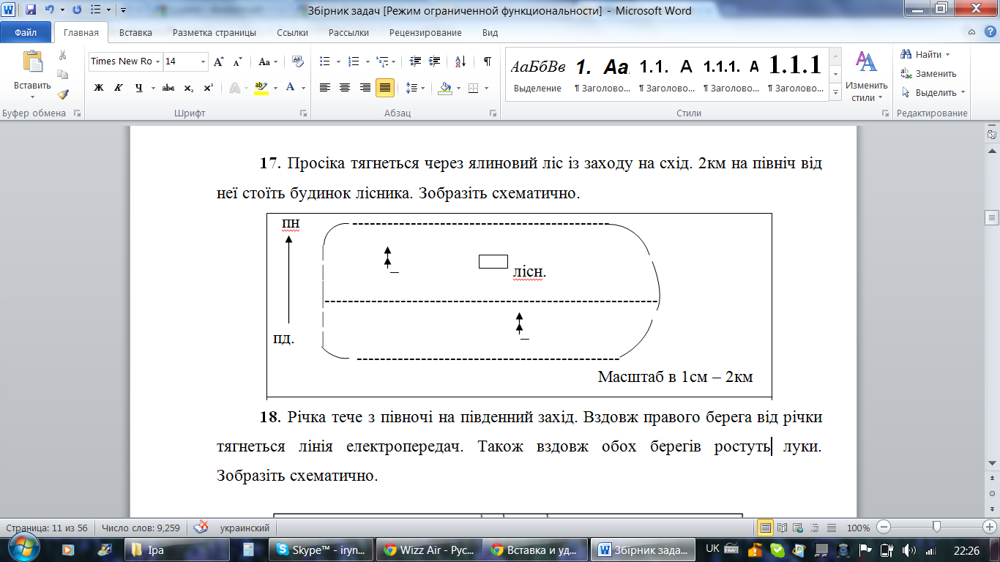 Збірник задач [Режим ограниченной функциональности] - Microsoft Word
Файл Главная Вставка Разметка страницы Ссылки Рассылки Рецензирование Вид
Вставить
Буфер обмена
Times New Ro 14
Ж К Ч abc x₂ x² A ab A
Шрифт
Абзац
АаБбВв 1. Аа 1.1. А 1.1.1. А 1.1.1
Выделение ¶ Заголово... ¶ Заголово... ¶ Заголово... ¶ Заголово...
Стили
Изменить
стили
Найти
Заменить
Выделить
Редактирование
17. Просіка тягнеться через ялиновий ліс із заходу на схід. 2км на північ від
неї стоїть будинок лісника. Зобразіть схематично.
пн
лісн.
пд.
Масштаб в 1см – 2км
18. Річка тече з півночі на південний захід. Вздовж правого берега від річки
тягнеться лінія електропередач. Також вздовж обох берегів ростуть луки.
Зобразіть схематично.
Страница: 11 из 56 Число слов: 9,259 украинский 100%
Іра Skype™ - iryn... Wizz Air - Рус... Вставка и уд... Збірник зада... UK 22:26